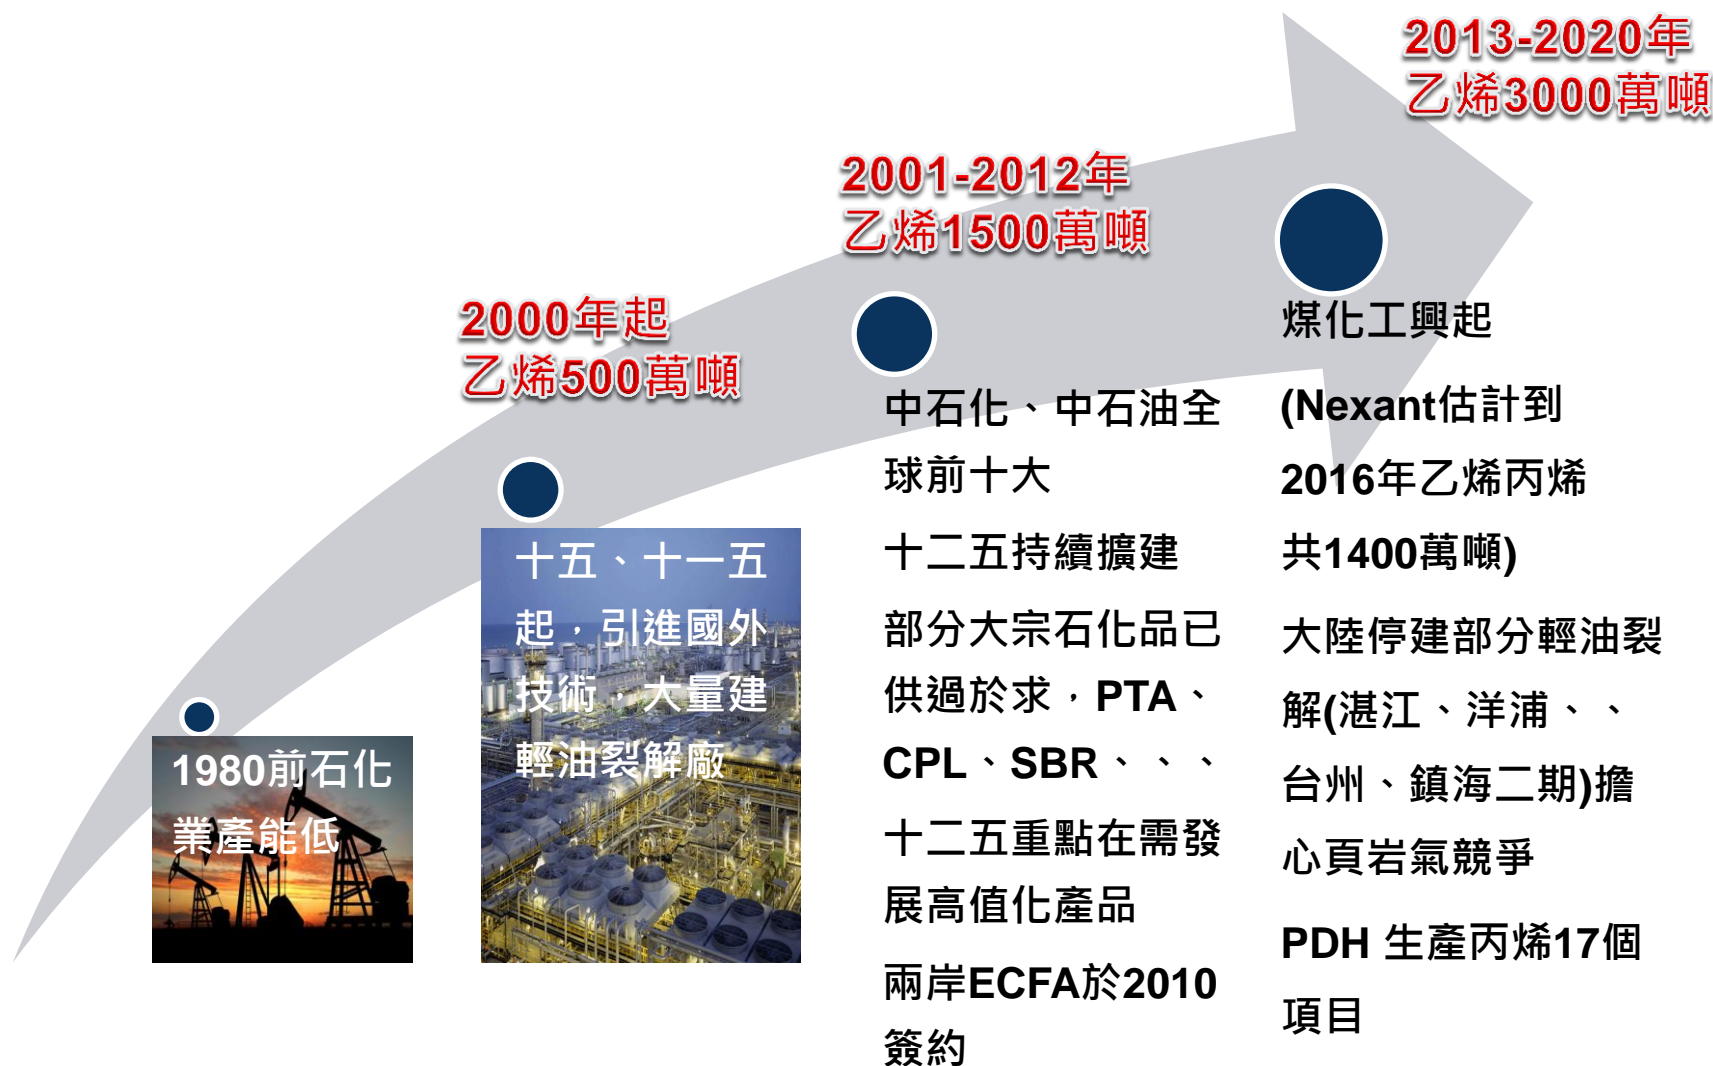 1980前石化
業產能低
2000年起
乙烯500萬噸
十五、十一五
起，引進國外
技術，大量建
輕油裂解廠
2001-2012年
乙烯1500萬噸
中石化、中石油全
球前十大
十二五持續擴建
部分大宗石化品已
供過於求，PTA、
CPL、SBR、、、
十二五重點在需發
展高值化產品
兩岸ECFA於2010
簽約
2013-2020年
乙烯3000萬噸
煤化工興起
(Nexant估計到
2016年乙烯丙烯
共1400萬噸)
大陸停建部分輕油裂
解(湛江、洋浦、、
台州、鎮海二期)擔
心頁岩氣競爭
PDH 生產丙烯17個
項目